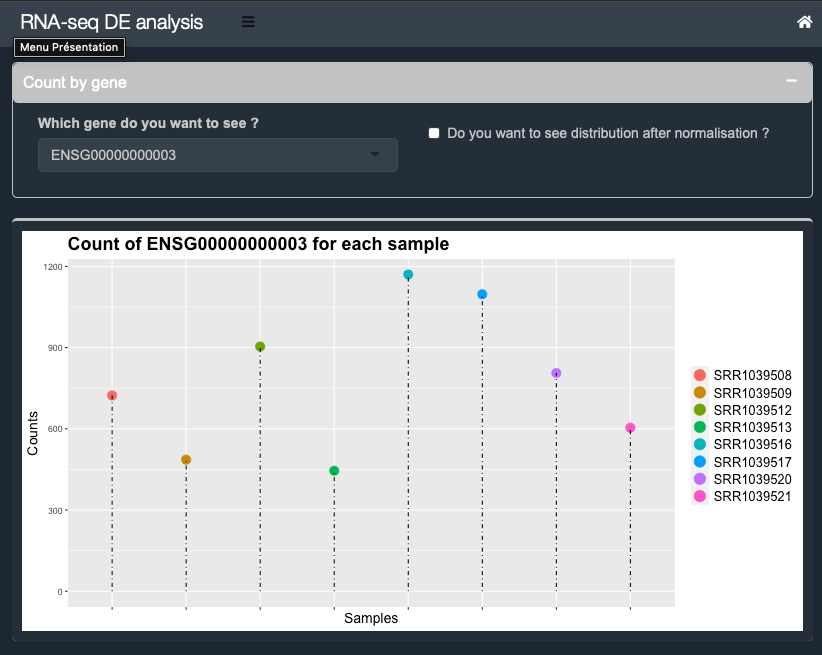 RNA-seq DE analysis
Menu Présentation
Count by gene
Which gene do you want to see ?
Do you want to see distribution after normalisation ?
ENSG00000000003
Count of ENSG00000000003 for each sample
1200
900
600
300
0
Counts
Samples
SRR1039508
SRR1039509
SRR1039512
SRR1039513
SRR1039516
SRR1039517
SRR1039520
SRR1039521